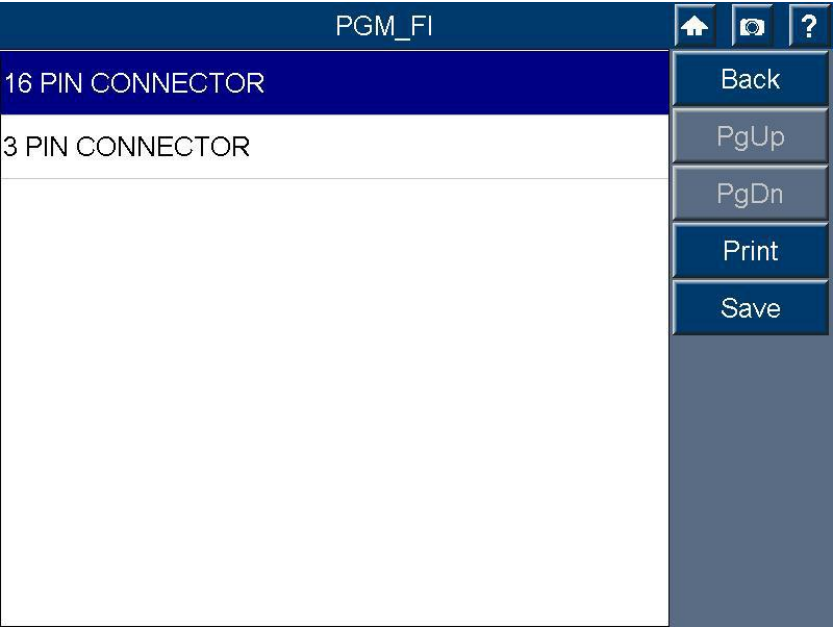 PGM_FI
?
16 PIN CONNECTOR
3 PIN CONNECTOR
Back
PgUp
PgDn
Print
Save